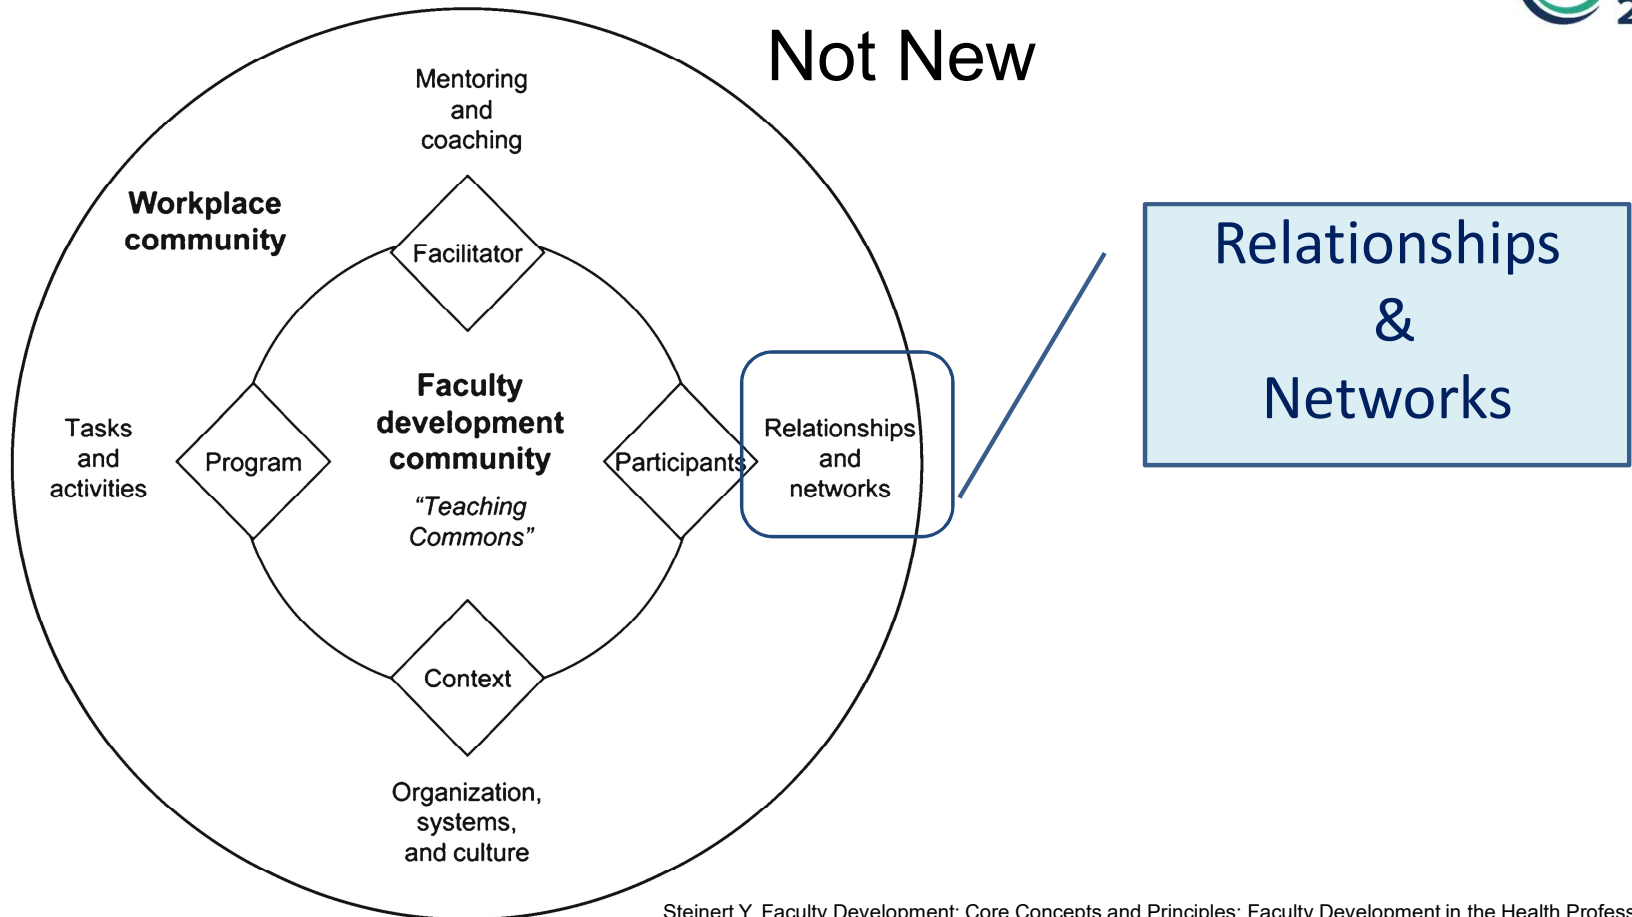 Not New
Mentoring
and
coaching
Workplace
community
Facilitator
Faculty
development
community
“Teaching
Commons”
Tasks
and
activities
Program
Participants
Relationships
and
networks
Context
Organization,
systems,
and culture
Relationships
&
Networks
Steinert Y. Faculty Development: Core Concepts and Principles: Faculty Development in the Health Profess